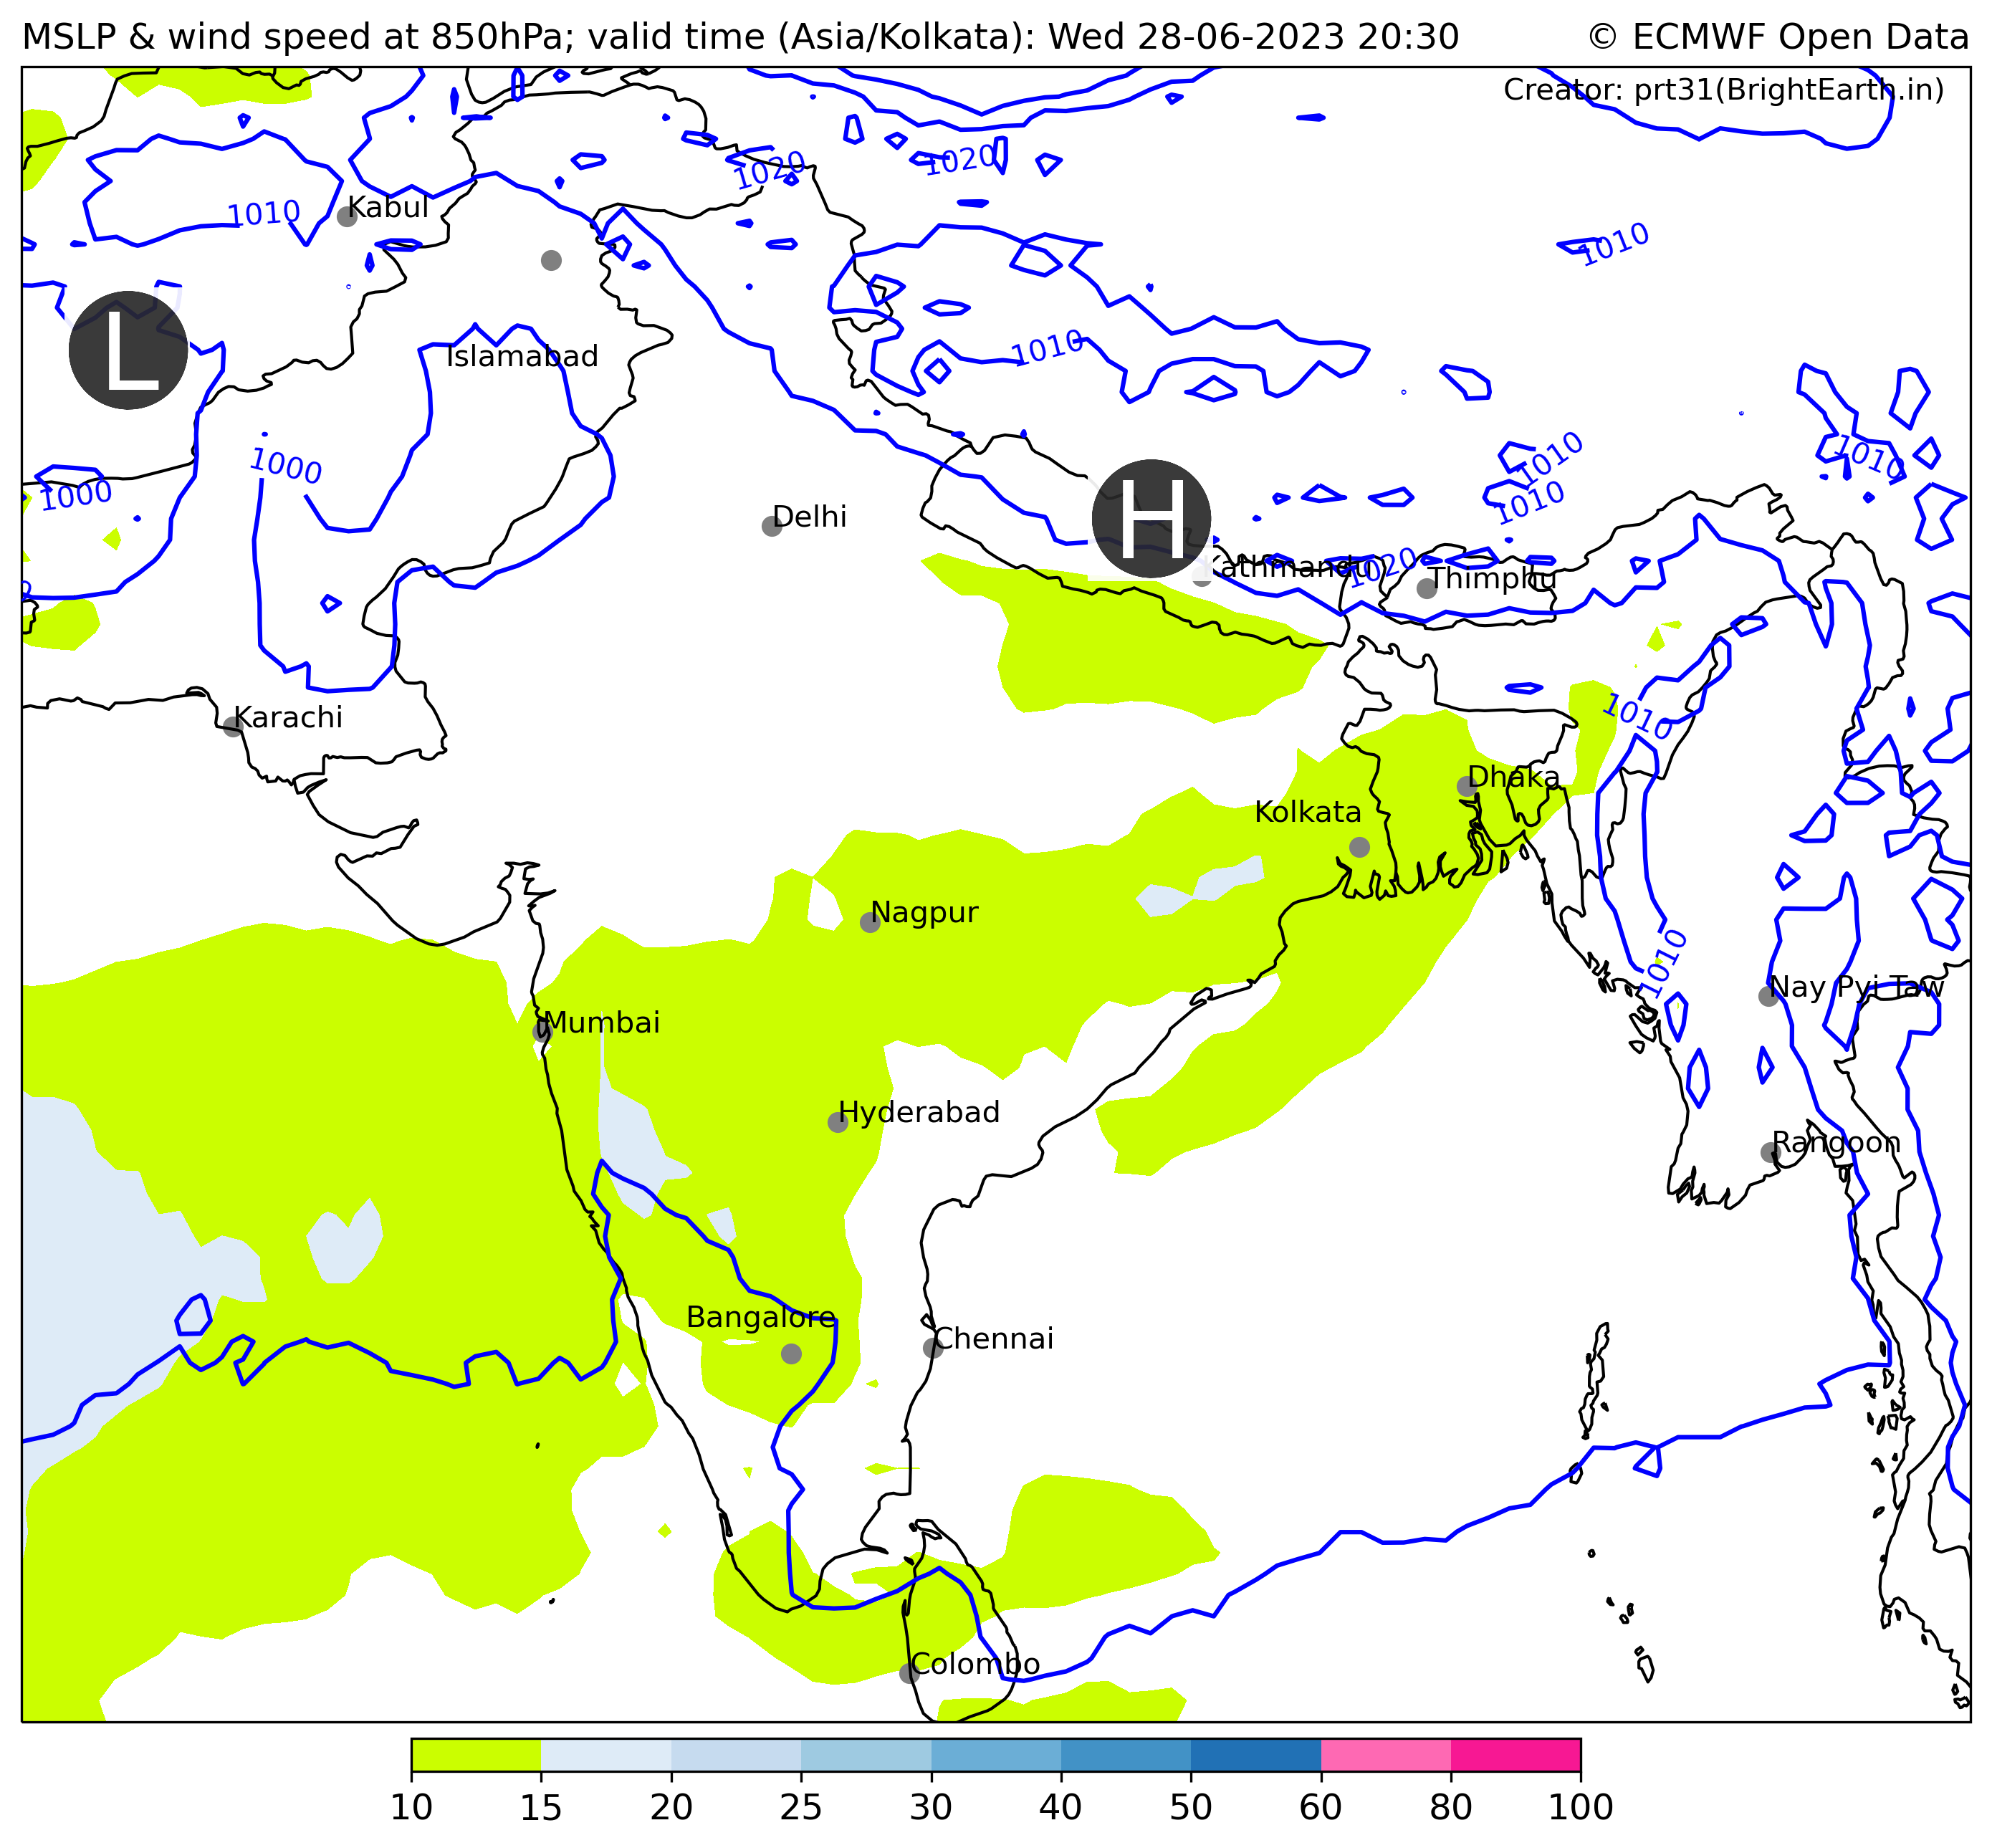 MSLP & wind speed at 850hPa; valid time (Asia/Kolkata): Wed 28-06-2023 20:30
© ECMWF Open Data
Creator: prt31(BrightEarth.in)
1020
1020
1010
Kabul
1010
L
Islamabad
1010
1000
1000
1010
1010
1010
H
Delhi
Kathmandu
1020
Thimphu
Karachi
1010
Dhaka
Kolkata
Nagpur
1010
Nay Pyi Taw
Mumbai
Hyderabad
Rangoon
Bangalore
Chennai
Colombo
10 15 20 25 30 40 50 60 80 100